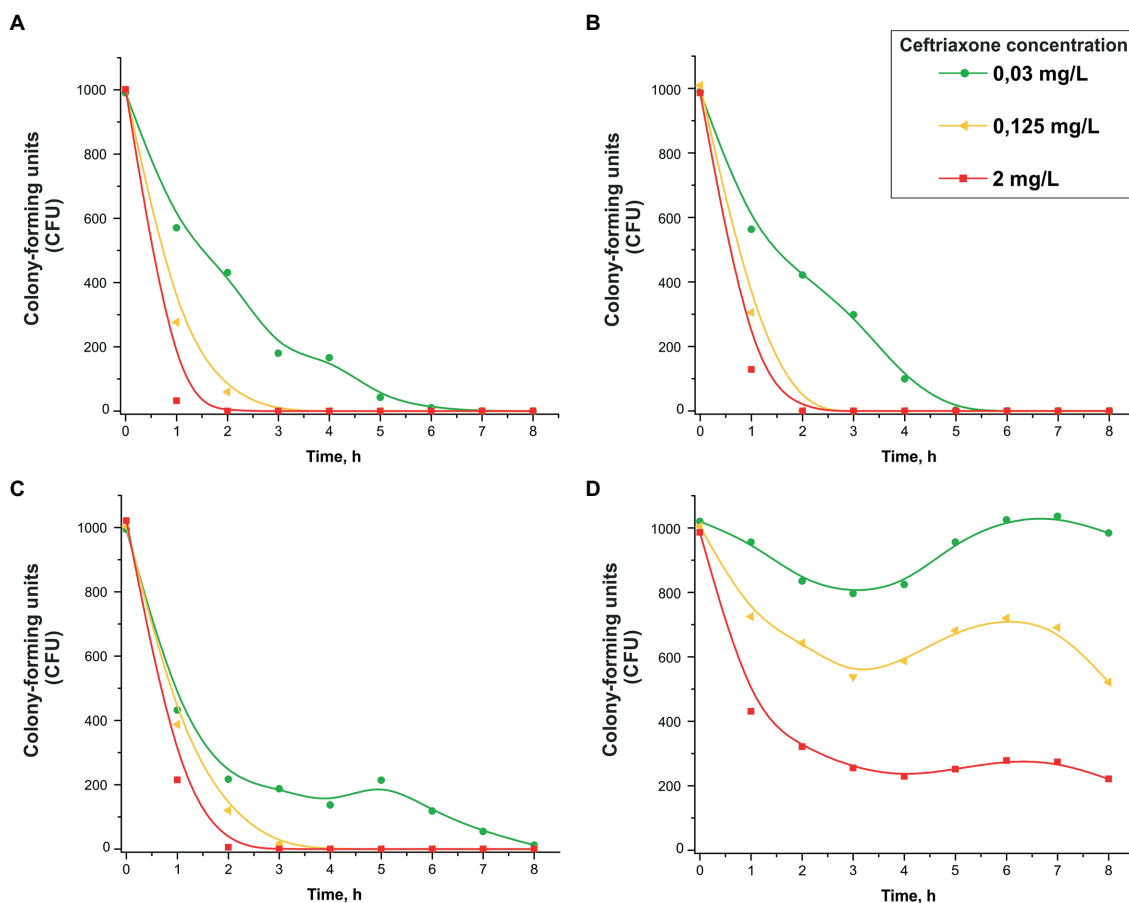 A
Colony-forming units
(CFU)
1000
800
600
400
200
0
0 1 2 3 4 5 6 7 8
Time, h
B
Colony-forming units
(CFU)
1000
800
600
400
200
0
0 1 2 3 4 5 6 7 8
Time, h
Ceftriaxone concentration
0,03 mg/L
0,125 mg/L
2 mg/L
C
Colony-forming units
(CFU)
1000
800
600
400
200
0
0 1 2 3 4 5 6 7 8
Time, h
D
Colony-forming units
(CFU)
1000
800
600
400
200
0
0 1 2 3 4 5 6 7 8
Time, h